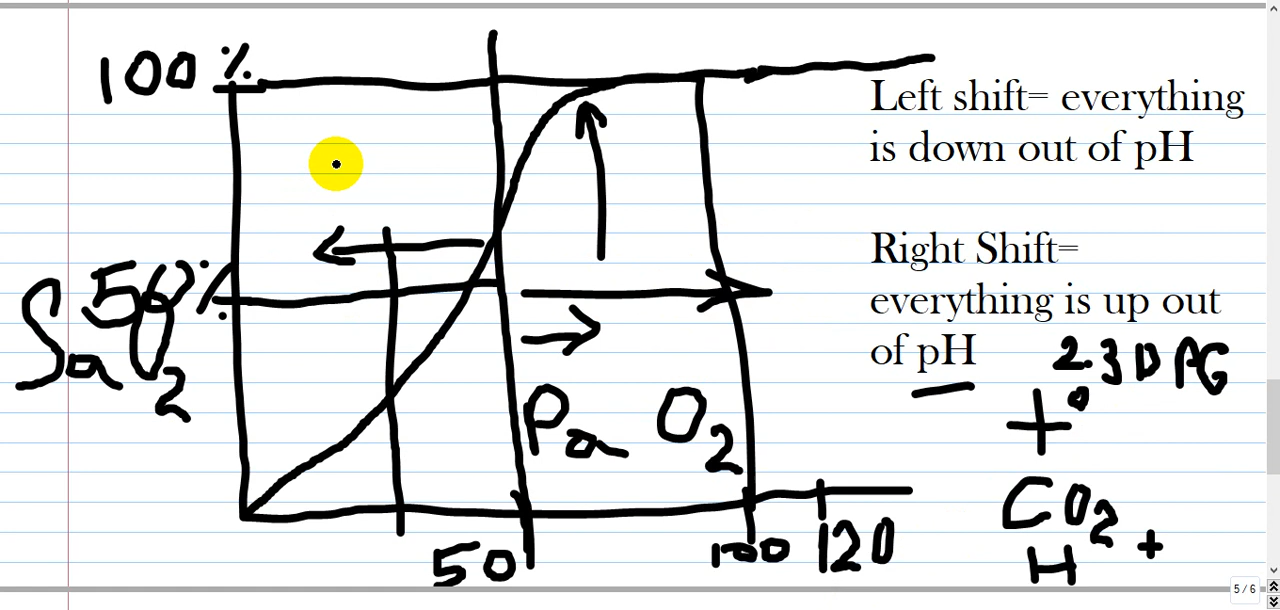 100 %
Left shift= everything
is down out of pH
Right Shift=
everything is up out
of pH
50%
SaO2
2.3 DPG
+°
PaO2
CO2
H+
50
100
120
5 / 6